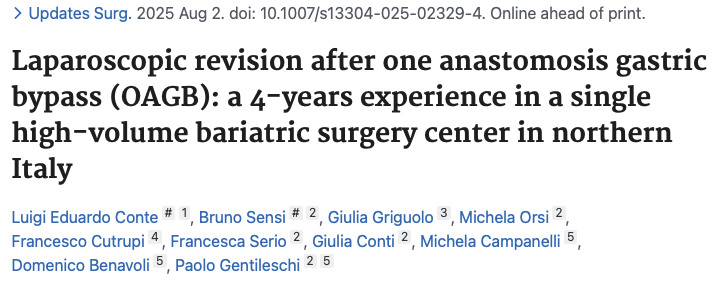 > Updates Surg. 2025 Aug 2. doi: 10.1007/s13304-025-02329-4. Online ahead of print.
Laparoscopic revision after one anastomosis gastric
bypass (OAGB): a 4-years experience in a single
high-volume bariatric surgery center in northern
Italy
Luigi Eduardo Conte # 1, Bruno Sensi # 2, Giulia Griguolo 3, Michela Orsi 2,
Francesco Cutrupi 4, Francesca Serio 2, Giulia Conti 2, Michela Campanelli 5,
Domenico Benavoli 5, Paolo Gentileschi 2 5